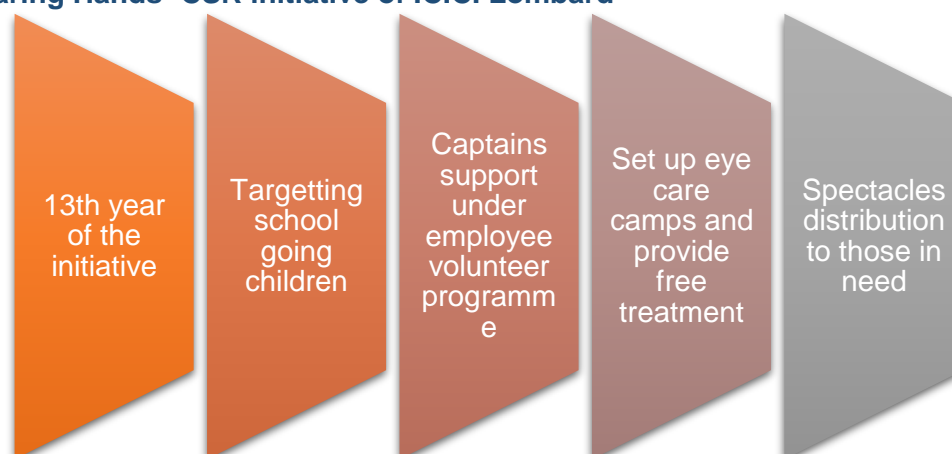 aring Hands" CSR initiative of ICICI Lombard
13th year
of the
initiative
Targetting
school
going
children
Captains
support
under
employee
volunteer
programm
e
Set up eye
care
camps and
provide
free
treatment
Spectacles
distribution
to those in
need